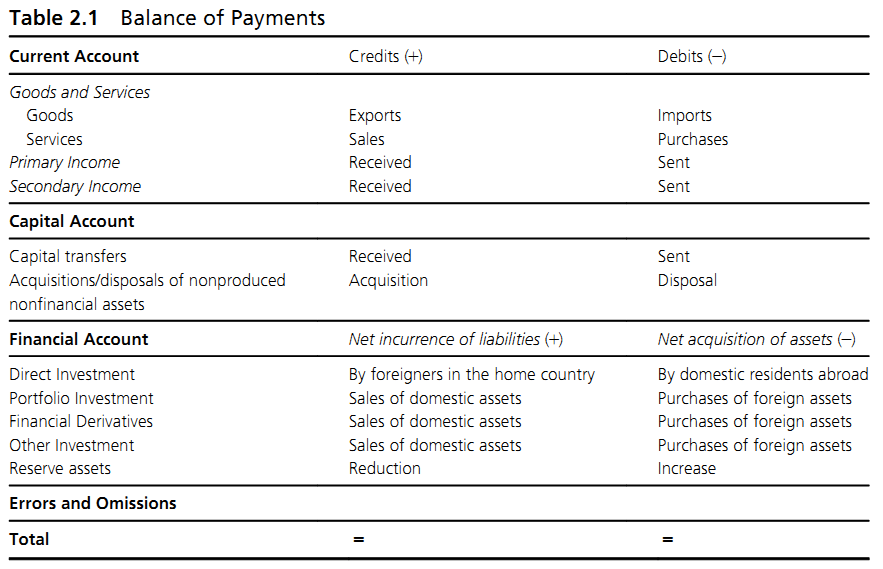 Table 2.1 Balance of Payments
Current Account Credits (+) Debits (−)
Goods and Services
Goods Exports Imports
Services Sales Purchases
Primary Income Received Sent
Secondary Income Received Sent
Capital Account
Capital transfers Received Sent
Acquisitions/disposals of nonproduced Acquisition Disposal
nonfinancial assets
Financial Account Net incurrence of liabilities (+) Net acquisition of assets (−)
Direct Investment By foreigners in the home country By domestic residents abroad
Portfolio Investment Sales of domestic assets Purchases of foreign assets
Financial Derivatives Sales of domestic assets Purchases of foreign assets
Other Investment Sales of domestic assets Purchases of foreign assets
Reserve assets Reduction Increase
Errors and Omissions
Total = =